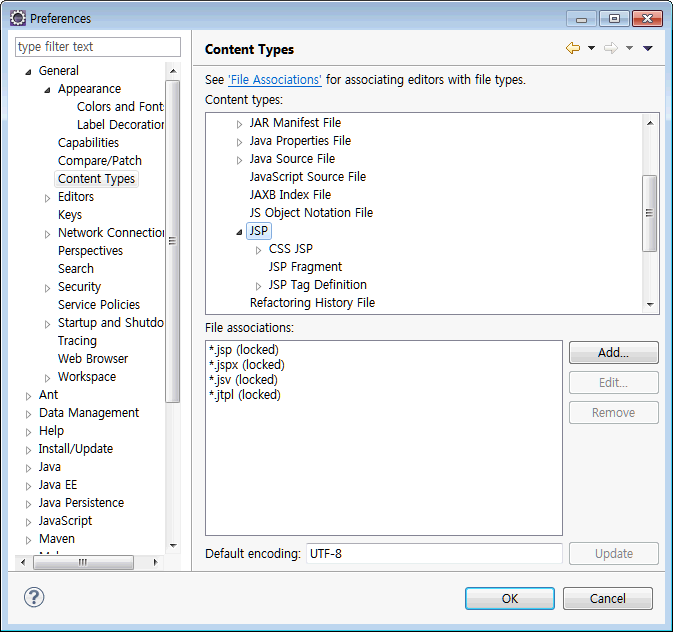 Preferences
type filter text
General
Appearance
Colors and Font
Label Decoration
Capabilities
Compare/Patch
Content Types
Editors
Keys
Network Connection
Perspectives
Search
Security
Service Policies
Startup and Shutdo
Tracing
Web Browser
Workspace
Ant
Data Management
Help
Install/Update
Java
Java EE
Java Persistence
JavaScript
Maven
Content Types
See 'File Associations' for associating editors with file types.
Content types:
JAR Manifest File
Java Properties File
Java Source File
JavaScript Source File
JAXB Index File
JS Object Notation File
JSP
CSS JSP
JSP Fragment
JSP Tag Definition
Refactoring History File
File associations:
*.jsp (locked)
*.jspx (locked)
*.jsv (locked)
*.jtpl (locked)
Add...
Edit...
Remove
Default encoding: UTF-8
Update
OK
Cancel